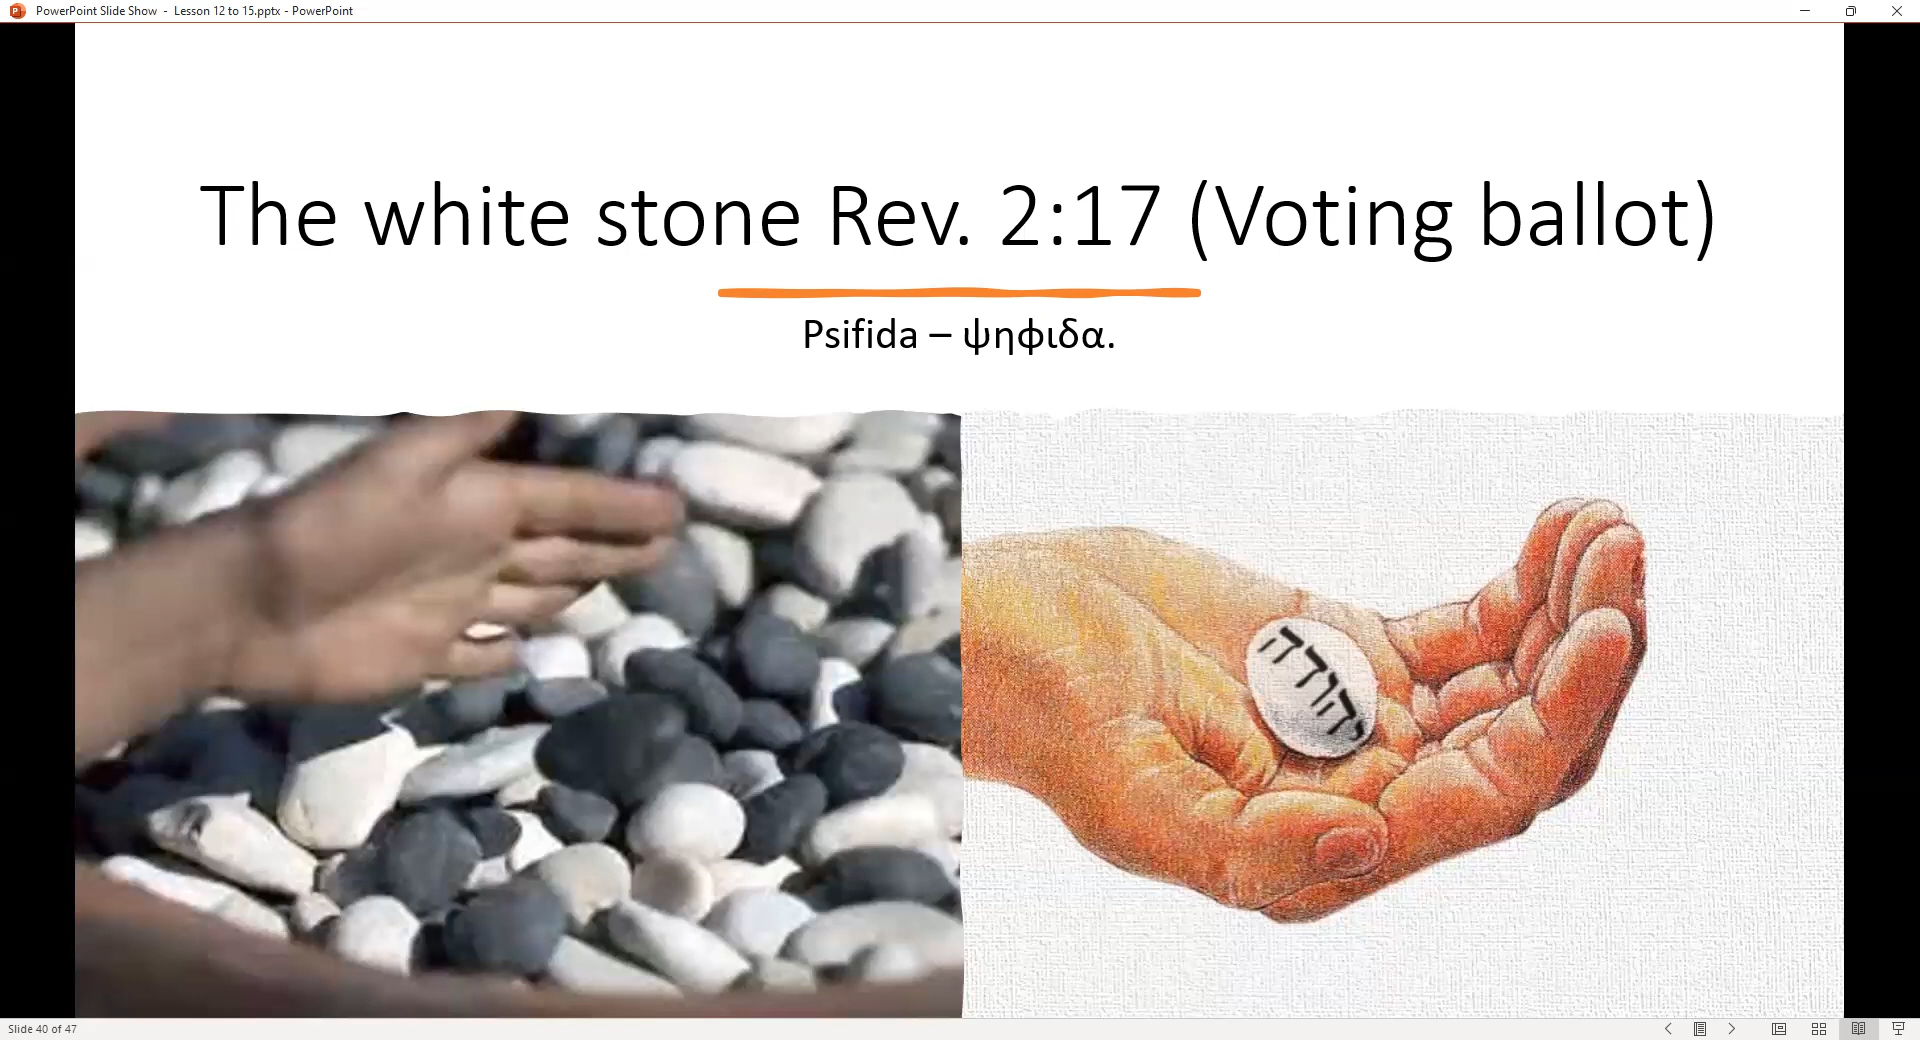 PowerPoint Slide Show - Lesson 12 to 15.pptx - PowerPoint
The white stone Rev. 2:17 (Voting ballot)
Psifida – ψηφιδα.
יהודה
Slide 40 of 47